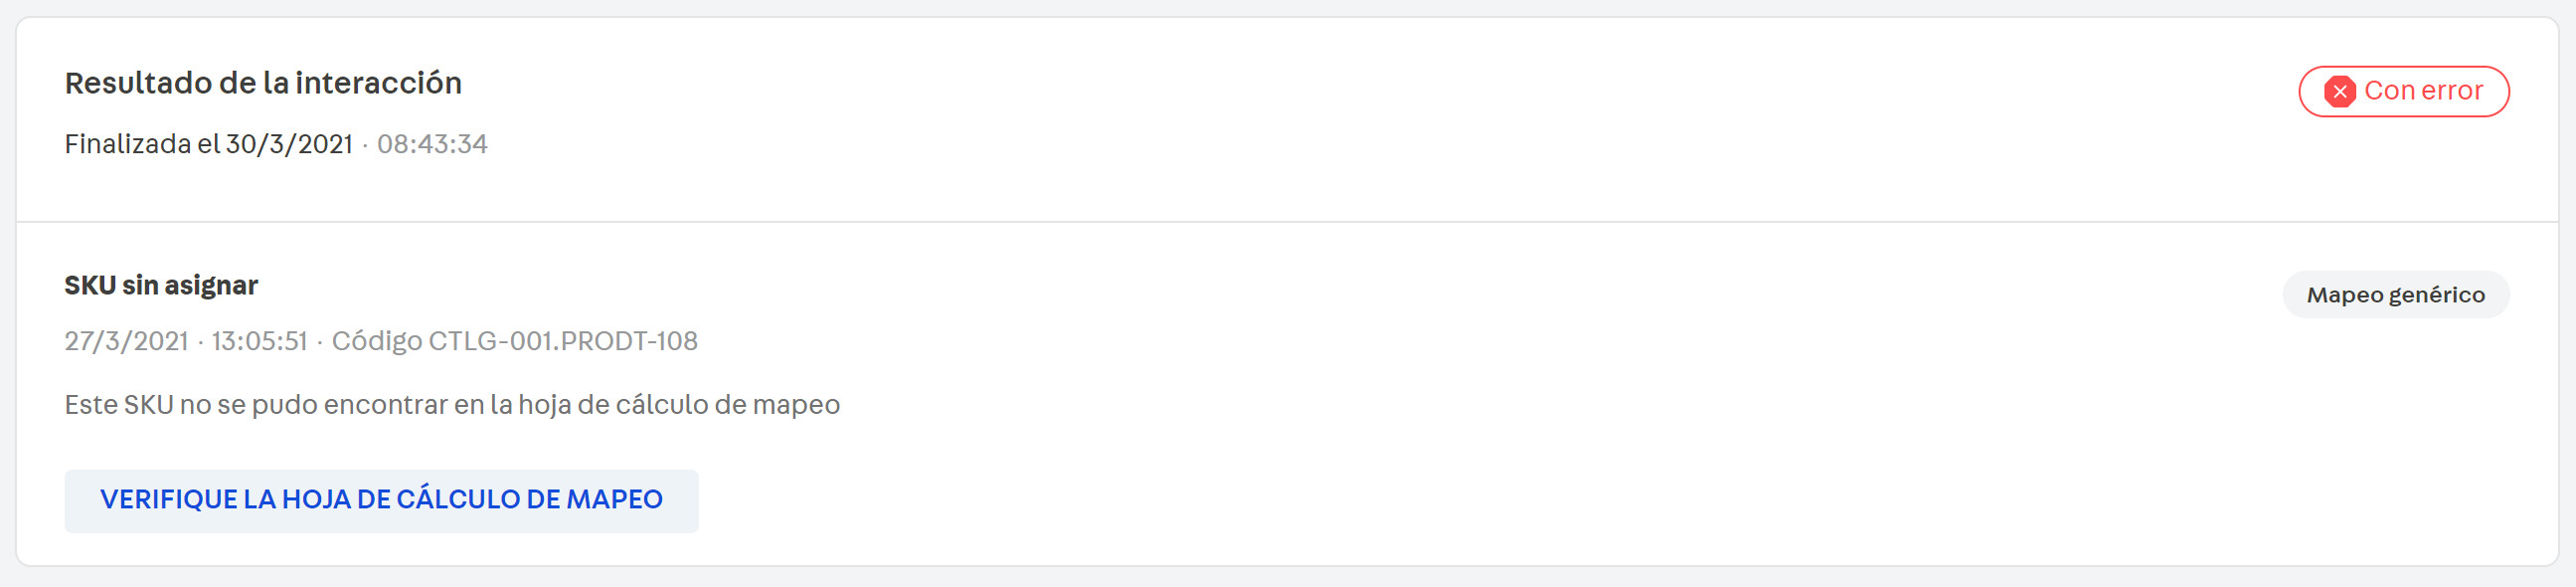 Resultado de la interacción
Con error
Finalizada el 30/3/2021 · 08:43:34
SKU sin asignar
Mapeo genérico
27/3/2021 · 13:05:51 · Código CTLG-001.PRODT-108
Este SKU no se pudo encontrar en la hoja de cálculo de mapeo
VERIFIQUE LA HOJA DE CÁLCULO DE MAPEO